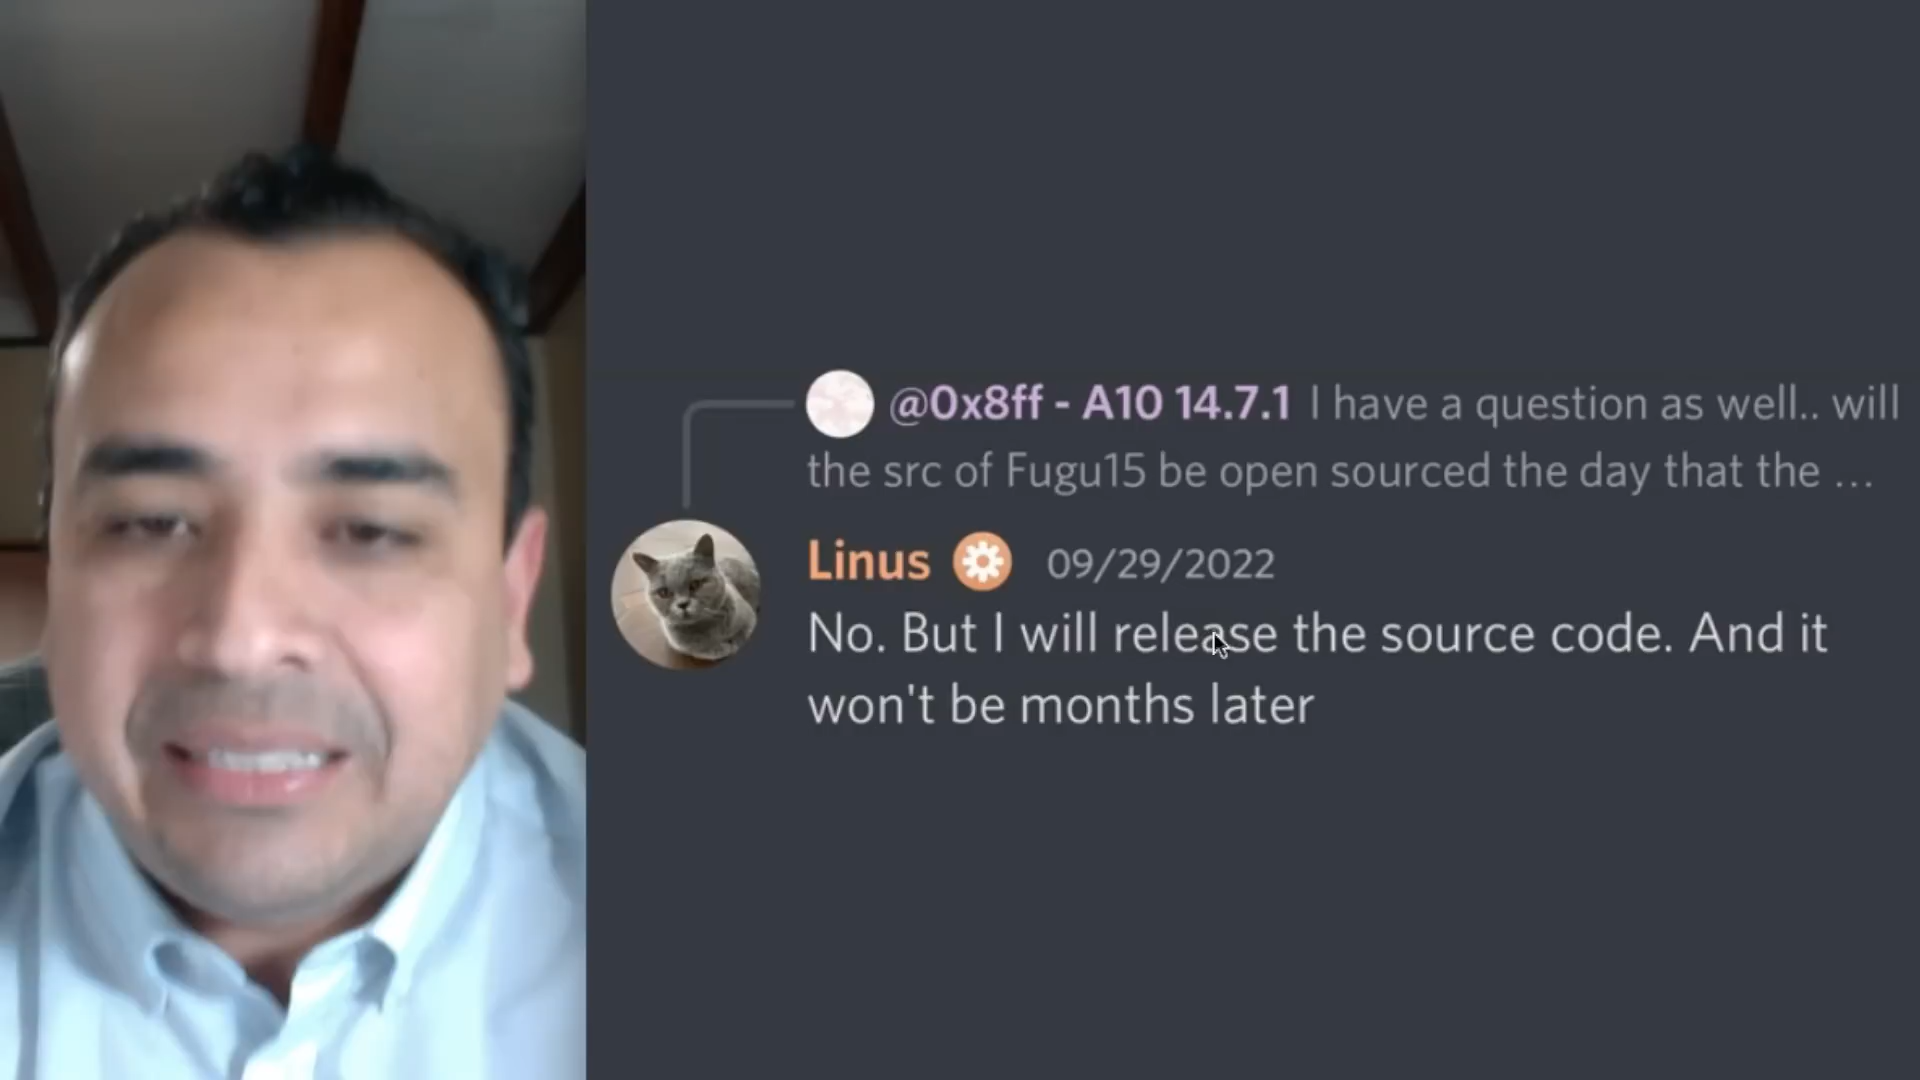 @0x8ff - A10 14.7.1 I have a question as well.. will
the src of Fugu15 be open sourced the day that the ...
Linus 09/29/2022
No. But I will release the source code. And it
won't be months later